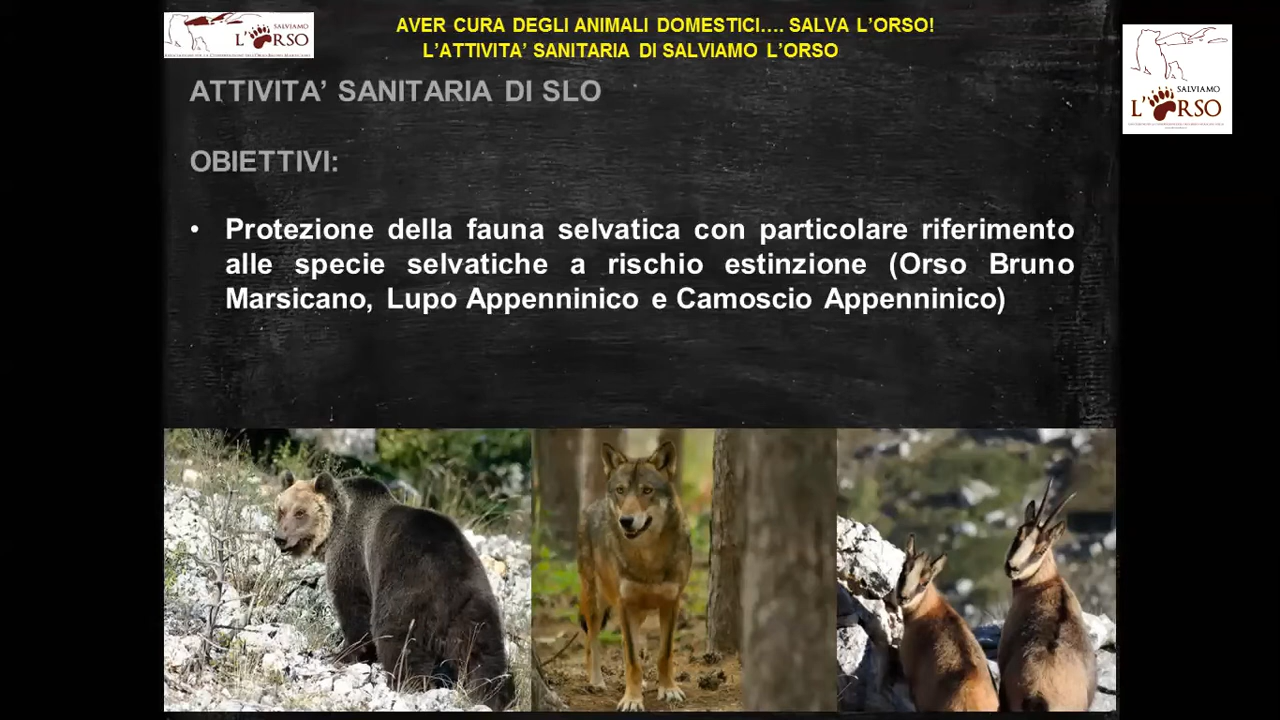 SALVIAMO
L'ORSO
AVER CURA DEGLI ANIMALI DOMESTICI…. SALVA L'ORSO!
L'ATTIVITA' SANITARIA DI SALVIAMO L'ORSO
SALVIAMO
L'ORSO
ATTIVITA' SANITARIA DI SLO
OBIETTIVI:
• Protezione della fauna selvatica con particolare riferimento
alle specie selvatiche a rischio estinzione (Orso Bruno
Marsicano, Lupo Appenninico e Camoscio Appenninico)